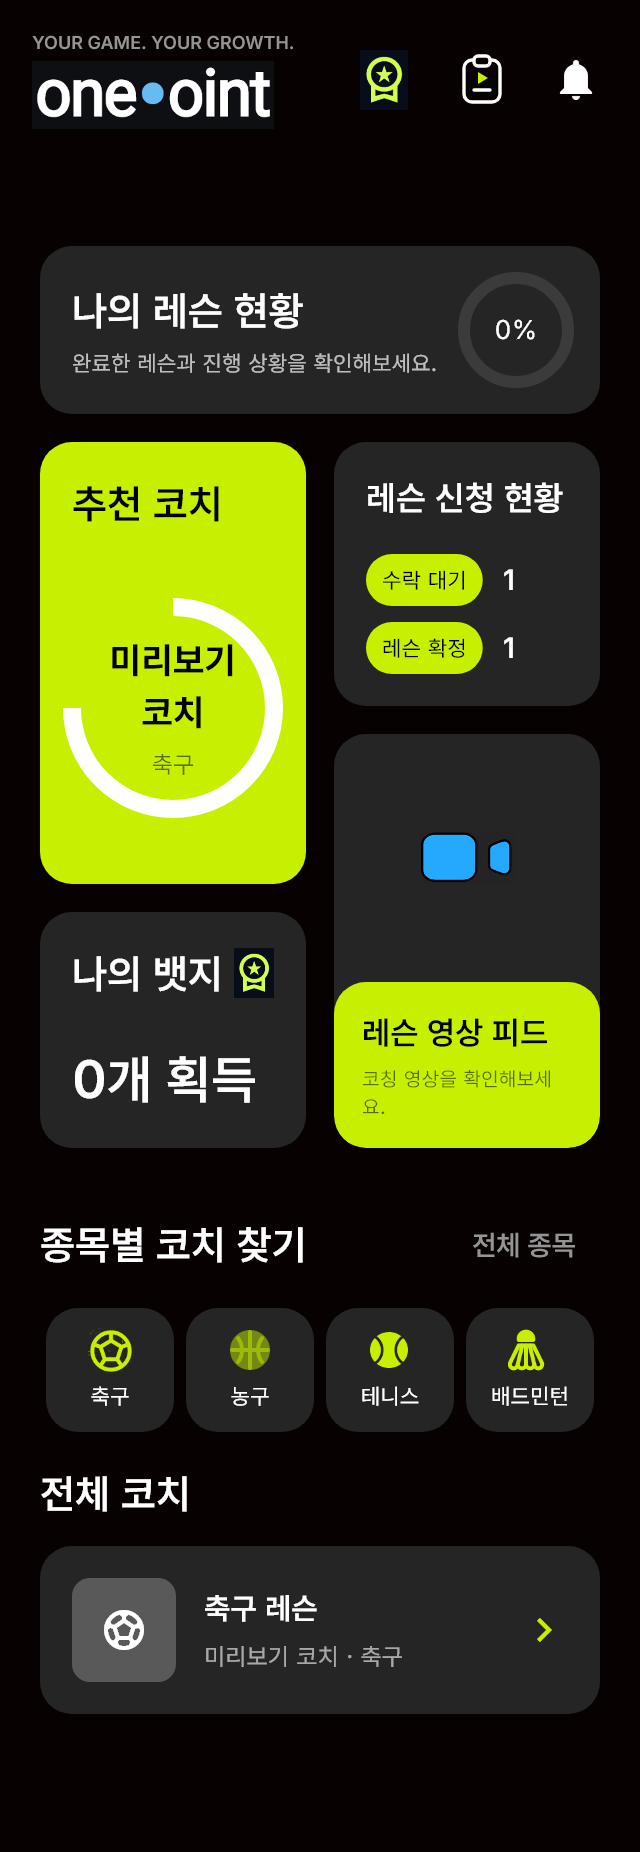 YOUR GAME. YOUR GROWTH.
one•oint
나의 레슨 현황
완료한 레슨과 진행 상황을 확인해보세요.
0%
추천 코치
미리보기
코치
축구
레슨 신청 현황
수락 대기 1
레슨 확정 1
나의 뱃지
0개 획득
레슨 영상 피드
코칭 영상을 확인해보세
요.
종목별 코치 찾기
전체 종목
축구
농구
테니스
배드민턴
전체 코치
축구 레슨
미리보기 코치 · 축구